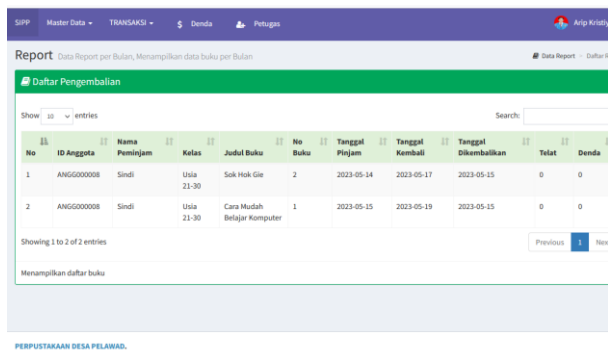 SIPP Master Data TRANSAKSI $ Denda Petugas Arip Kristiy
Report Data Report per Bulan, Menampilkan data buku per Bulan Data Report Daftar R
Daftar Pengembalian
Show 10 entries Search:
No ID Anggota Nama Peminjam Kelas Judul Buku No Buku Tanggal Pinjam Tanggal Kembali Tanggal Dikembalikan Telat Denda
1 ANGG000008 Sindi Usia 21-30 Sok Hok Gie 2 2023-05-14 2023-05-17 2023-05-15 0 0
2 ANGG000008 Sindi Usia 21-30 Cara Mudah Belajar Komputer 1 2023-05-15 2023-05-19 2023-05-15 0 0
Showing 1 to 2 of 2 entries Previous 1 Nex
Menampilkan daftar buku
PERPUSTAKAAN DESA PELAWAD.